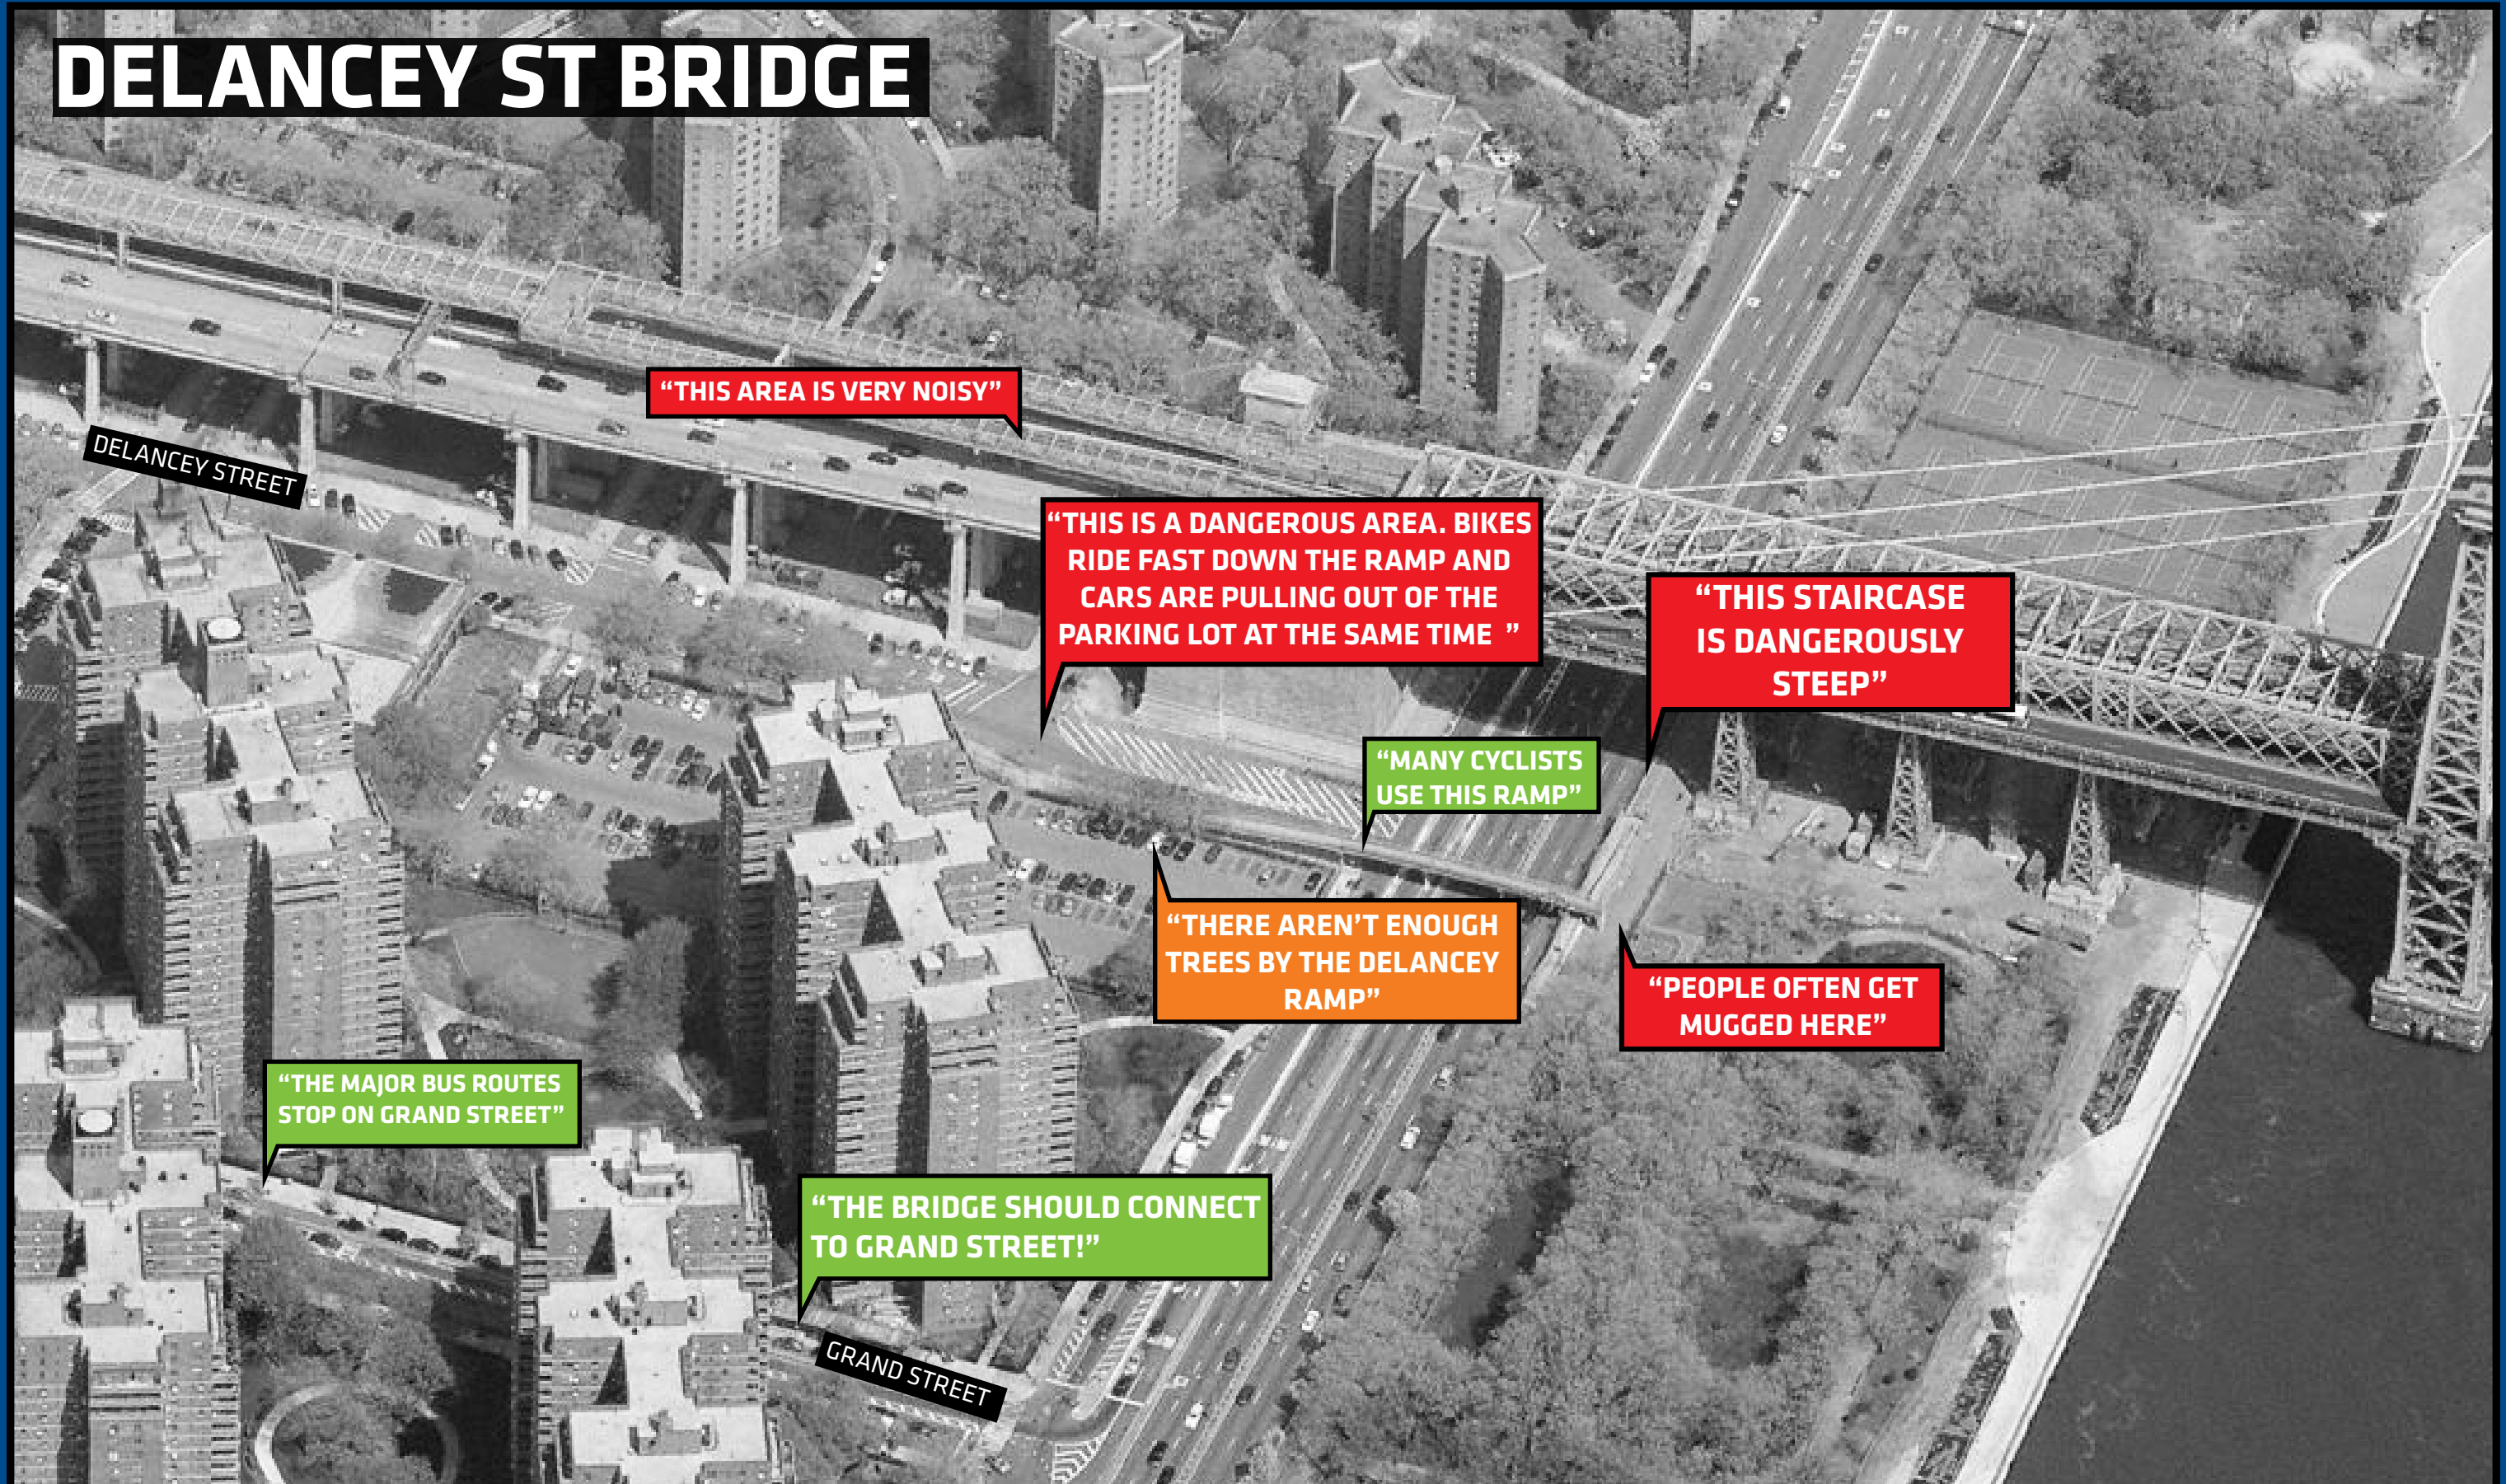 DELANCEY ST BRIDGE
“THIS AREA IS VERY NOISY”
DELANCEY STREET
“THIS IS A DANGEROUS AREA. BIKES
RIDE FAST DOWN THE RAMP AND
CARS ARE PULLING OUT OF THE
PARKING LOT AT THE SAME TIME ”
“THIS STAIRCASE
IS DANGEROUSLY
STEEP”
“MANY CYCLISTS
USE THIS RAMP”
“THERE AREN’T ENOUGH
TREES BY THE DELANCEY
RAMP”
“PEOPLE OFTEN GET
MUGGED HERE”
“THE MAJOR BUS ROUTES
STOP ON GRAND STREET”
“THE BRIDGE SHOULD CONNECT
TO GRAND STREET!”
GRAND STREET